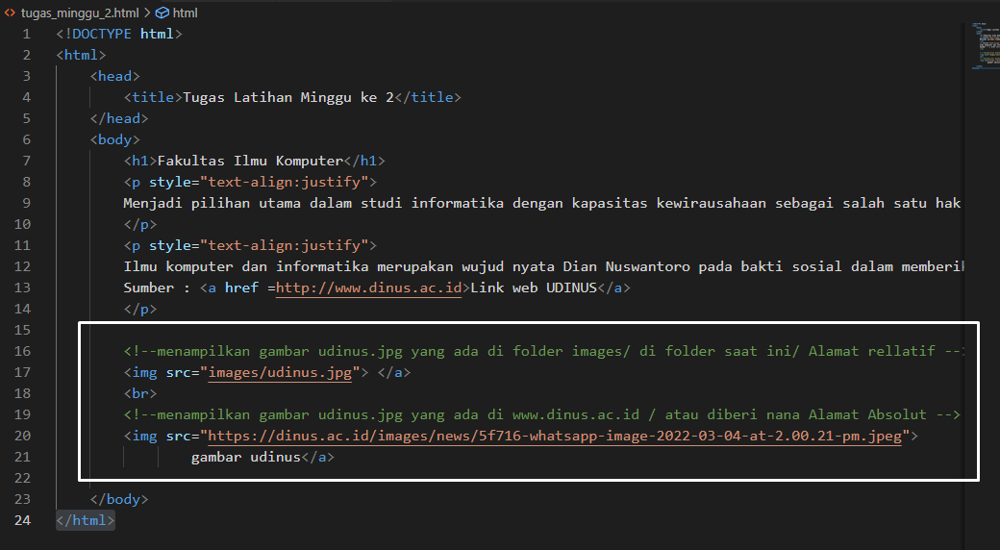 tugas_minggu_2.html > html
1 <!DOCTYPE html>
2 <html>
3 <head>
4 <title>Tugas Latihan Minggu ke 2</title>
5 </head>
6 <body>
7 <h1>Fakultas Ilmu Komputer</h1>
8 <p style="text-align:justify">
9 Menjadi pilihan utama dalam studi informatika dengan kapasitas kewirausahaan sebagai salah satu hak
10 </p>
11 <p style="text-align:justify">
12 Ilmu komputer dan informatika merupakan wujud nyata Dian Nuswantoro pada bakti sosial dalam memberik
13 Sumber : <a href =http://www.dinus.ac.id>Link web UDINUS</a>
14 </p>
15
16 <!--menampilkan gambar udinus.jpg yang ada di folder images/ di folder saat ini/ Alamat rellatif -->
17 <img src="images/udinus.jpg"> </a>
18 <br>
19 <!--menampilkan gambar udinus.jpg yang ada di www.dinus.ac.id / atau diberi nana Alamat Absolut -->
20 <img src="https://dinus.ac.id/images/news/5f716-whatsapp-image-2022-03-04-at-2.00.21-pm.jpeg">
21 gambar udinus</a>
22
23 </body>
24 </html>